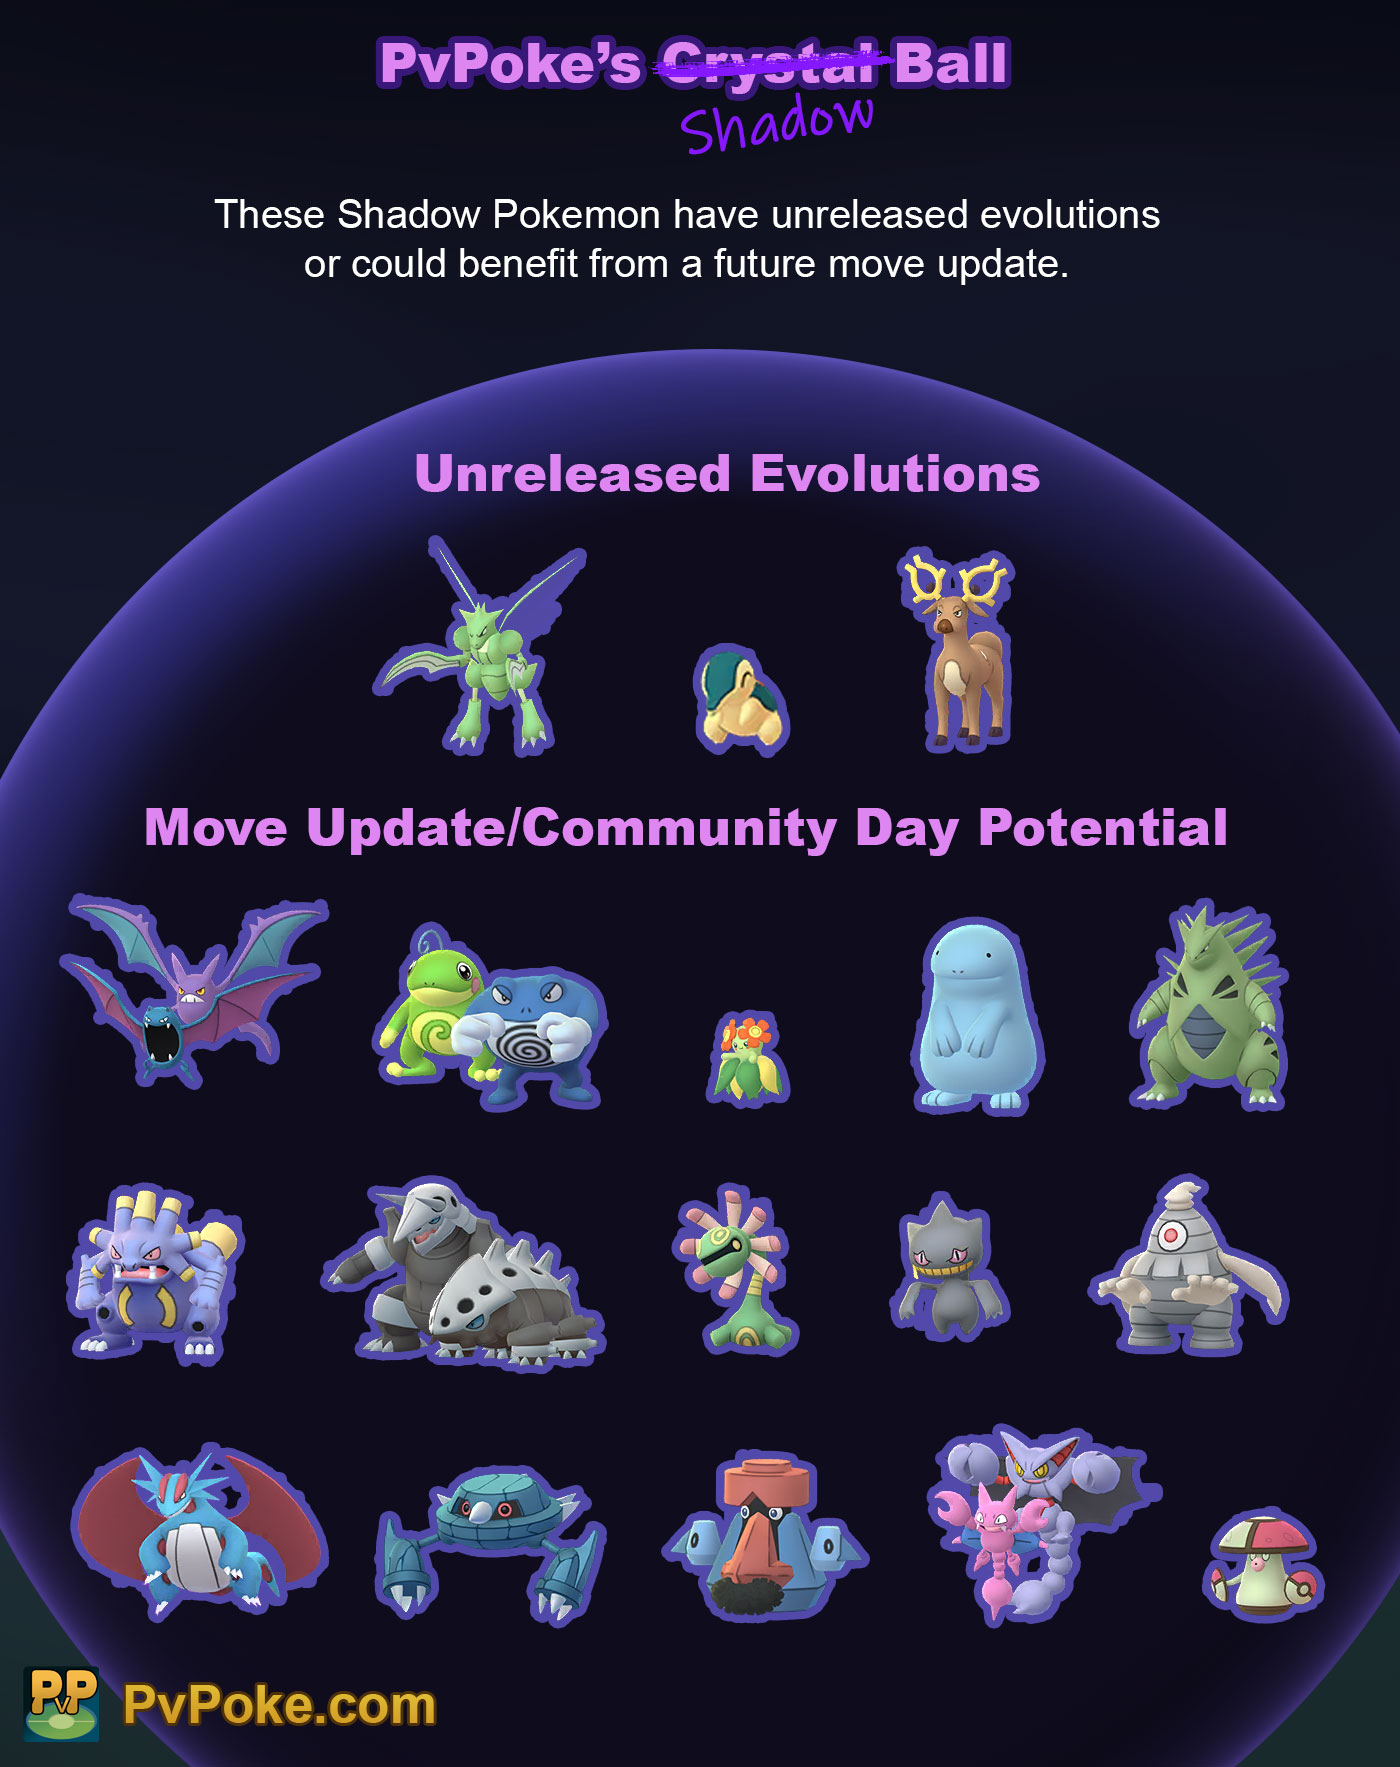 PvPoke's Crystal Ball
Shadow
These Shadow Pokemon have unreleased evolutions
or could benefit from a future move update.
Unreleased Evolutions
Move Update/Community Day Potential
PvP
PvPoke.com